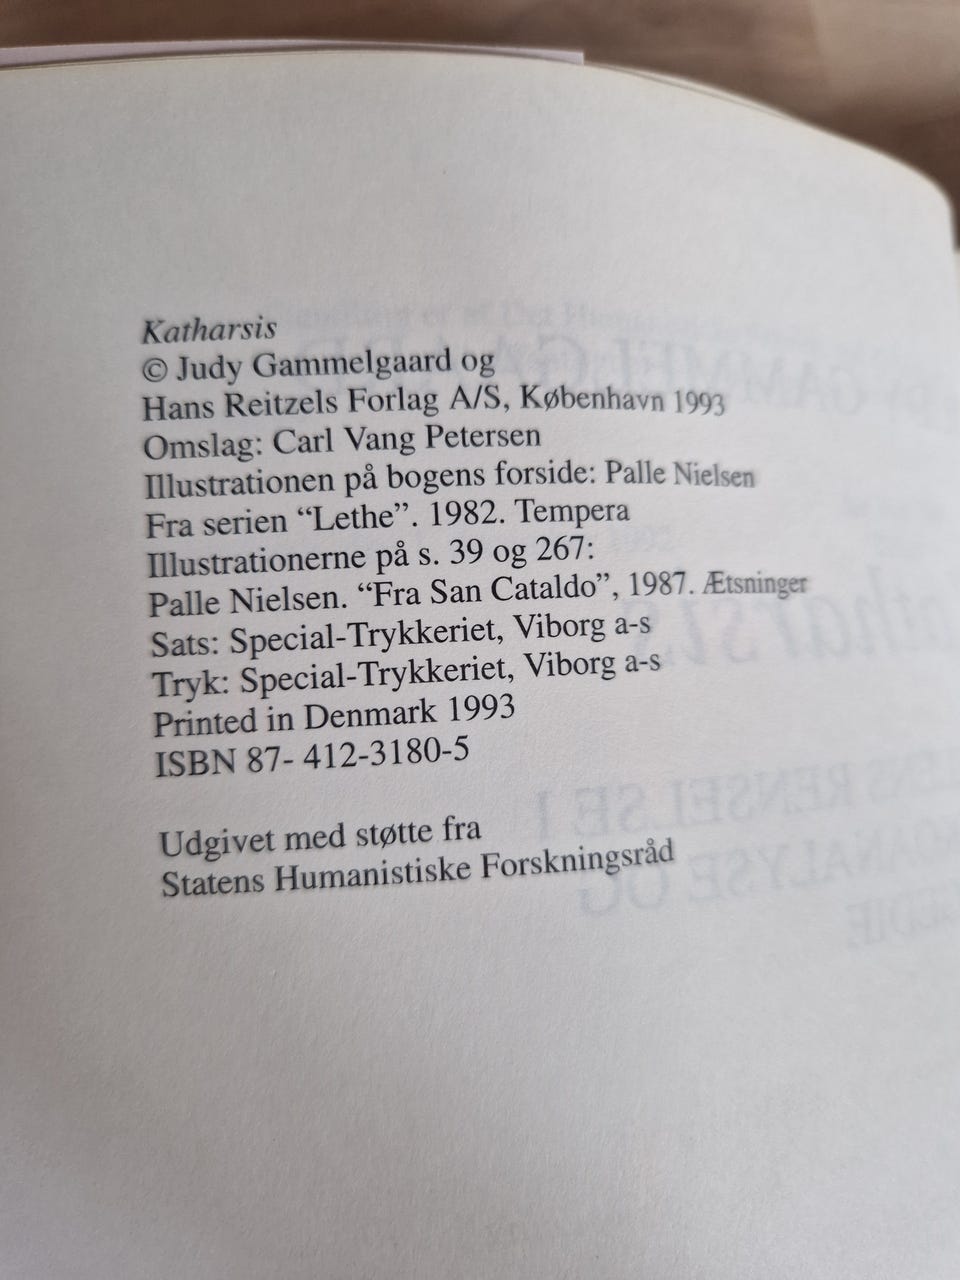 Katharsis
© Judy Gammelgaard og
Hans Reitzels Forlag A/S, København 1993
Omslag: Carl Vang Petersen
Illustrationen på bogens forside: Palle Nielsen
Fra serien “Lethe”. 1982. Tempera
Illustrationerne på s. 39 og 267:
Palle Nielsen. “Fra San Cataldo”, 1987. Ætsninger
Sats: Special-Trykkeriet, Viborg a-s
Tryk: Special-Trykkeriet, Viborg a-s
Printed in Denmark 1993
ISBN 87- 412-3180-5
Udgivet med støtte fra
Statens Humanistiske Forskningsråd